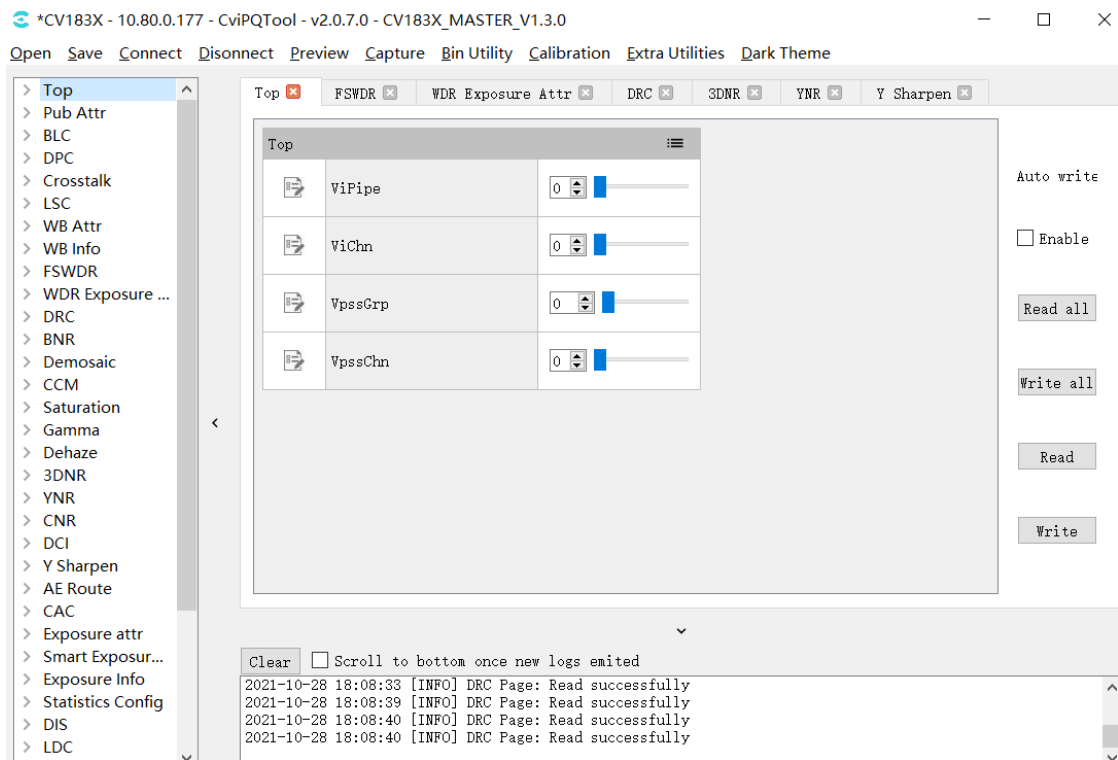 *CV183X - 10.80.0.177 - CviPQTool - v2.0.7.0 - CV183X_MASTER_V1.3.0
Open Save Connect Disconnect Preview Capture Bin Utility Calibration Extra Utilities Dark Theme
Top
Pub Attr
BLC
DPC
Crosstalk
LSC
WB Attr
WB Info
FSWDR
WDR Exposure ...
DRC
BNR
Demosaic
CCM
Saturation
Gamma
Dehaze
3DNR
YNR
CNR
DCI
Y Sharpen
AE Route
CAC
Exposure attr
Smart Exposur...
Exposure Info
Statistics Config
DIS
LDC
Top FSWDR WDR Exposure Attr DRC 3DNR YNR Y Sharpen
Top
ViPipe 0
ViChn 0
VpssGrp 0
VpssChn 0
Auto write
Enable
Read all
Write all
Read
Write
Clear Scroll to bottom once new logs emited
2021-10-28 18:08:33 [INFO] DRC Page: Read successfully
2021-10-28 18:08:39 [INFO] DRC Page: Read successfully
2021-10-28 18:08:40 [INFO] DRC Page: Read successfully
2021-10-28 18:08:40 [INFO] DRC Page: Read successfully